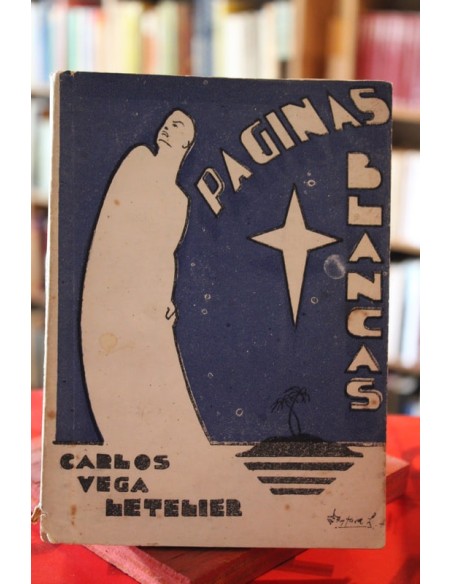 PAGINAS
BLANCAS
CARLOS
VEGA
LETELIER